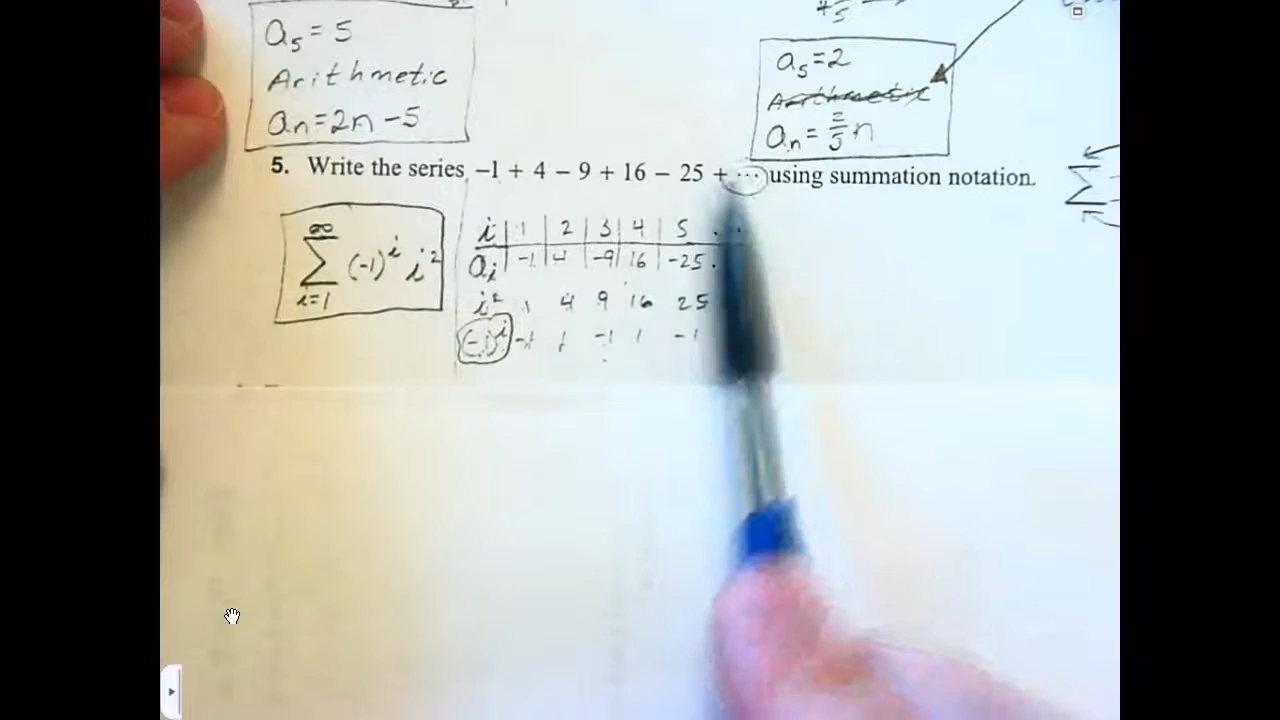 a₅ = 5
Arithmetic
aₙ = 2n - 5
a₅ = 2
Arithmetic
aₙ = 2/5 n
5. Write the series −1 + 4 − 9 + 16 − 25 + ··· using summation notation.
∞
∑ (-1)^i i²
i=1
i | 1 | 2 | 3 | 4 | 5 . . .
aᵢ | -1 | 4 | -9 | 16 | -25 .
i² 1 4 9 16 25
(-1)^i -1 1 -1 1 -1
∑